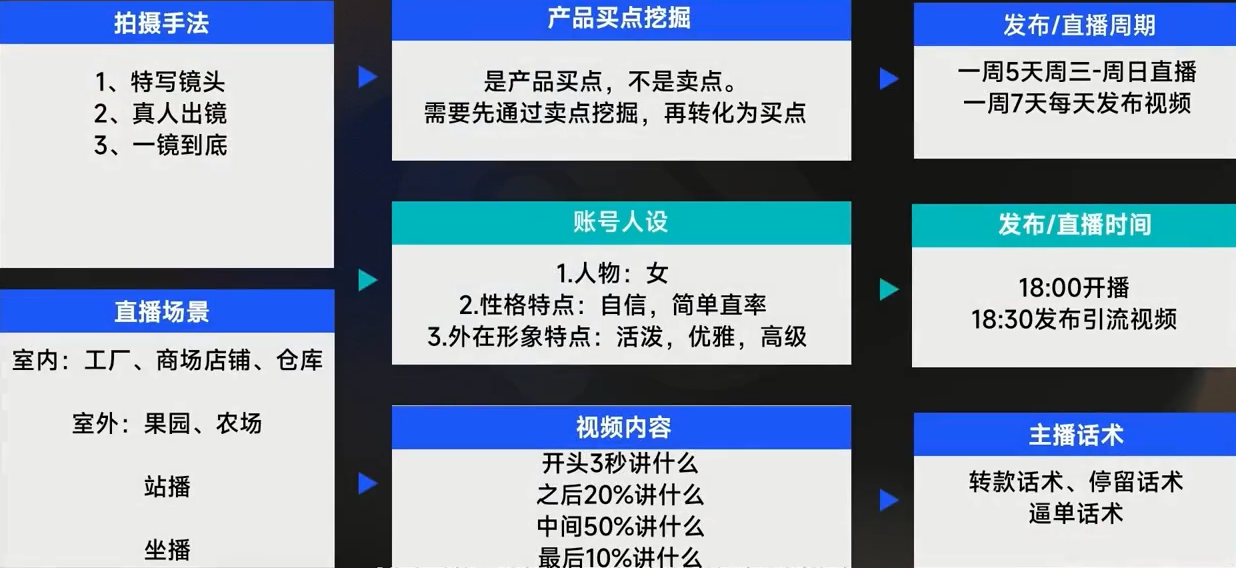 拍摄手法
1、特写镜头
2、真人出镜
3、一镜到底
直播场景
室内：工厂、商场店铺、仓库
室外：果园、农场
站播
坐播
产品买点挖掘
是产品买点，不是卖点。
需要先通过卖点挖掘，再转化为买点
账号人设
1.人物：女
2.性格特点：自信，简单直率
3.外在形象特点：活泼，优雅，高级
视频内容
开头3秒讲什么
之后20%讲什么
中间50%讲什么
最后10%讲什么
发布/直播周期
一周5天周三-周日直播
一周7天每天发布视频
发布/直播时间
18:00开播
18:30发布引流视频
主播话术
转款话术、停留话术
逼单话术